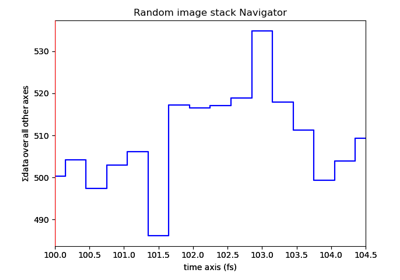 Random image stack Navigator
530
520
510
500
490
Σdata over all other axes
100.0 100.5 101.0 101.5 102.0 102.5 103.0 103.5 104.0 104.5
time axis (fs)